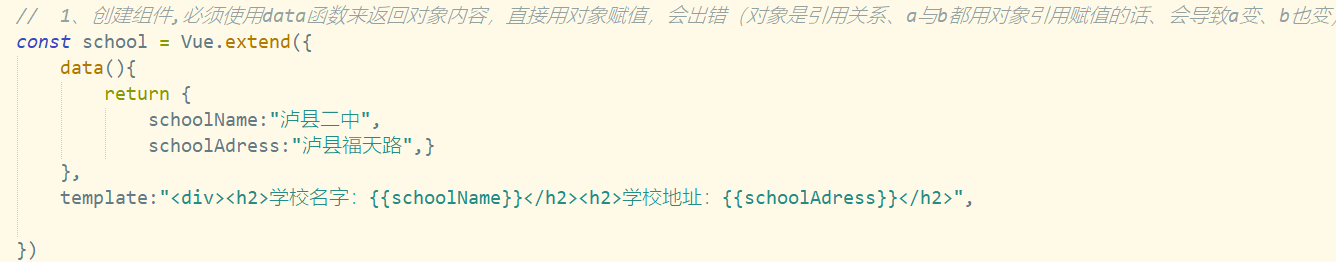 //  1、创建组件,必须使用data函数来返回对象内容，直接用对象赋值，会出错（对象是引用关系、a与b都用对象引用赋值的话、会导致a变、b也变）
const school = Vue.extend({
data(){
return {
schoolName:"泸县二中",
schoolAdress:"泸县福天路",}
},
template:"<div><h2>学校名字：{{schoolName}}</h2><h2>学校地址：{{schoolAdress}}</h2>",
})